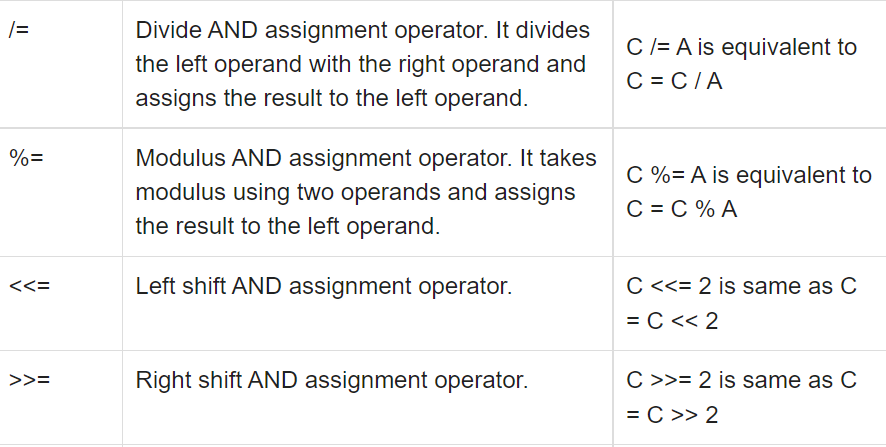 /=
Divide AND assignment operator. It divides
the left operand with the right operand and
assigns the result to the left operand.
C /= A is equivalent to
C = C / A
%=
Modulus AND assignment operator. It takes
modulus using two operands and assigns
the result to the left operand.
C %= A is equivalent to
C = C % A
<<=
Left shift AND assignment operator.
C <<= 2 is same as C
= C << 2
>>=
Right shift AND assignment operator.
C >>= 2 is same as C
= C >> 2